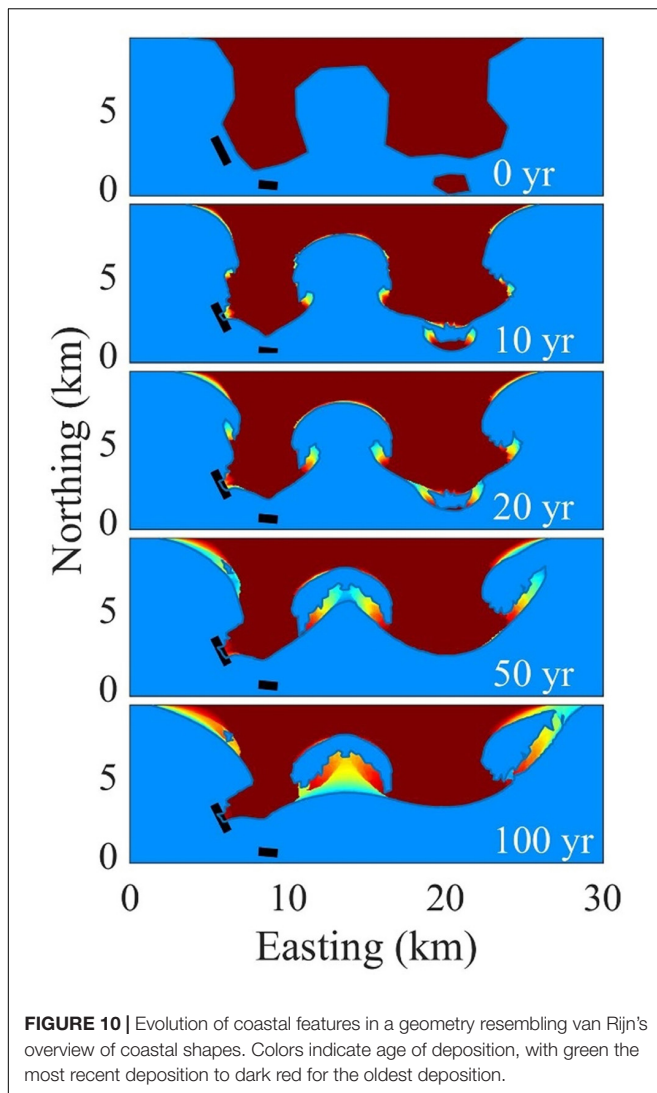 5
0
0 yr
5
0
10 yr
Northing (km)
5
0
20 yr
5
0
50 yr
5
0
100 yr
0
10
20
30
Easting (km)
FIGURE 10 | Evolution of coastal features in a geometry resembling van Rijn's
overview of coastal shapes. Colors indicate age of deposition, with green the
most recent deposition to dark red for the oldest deposition.